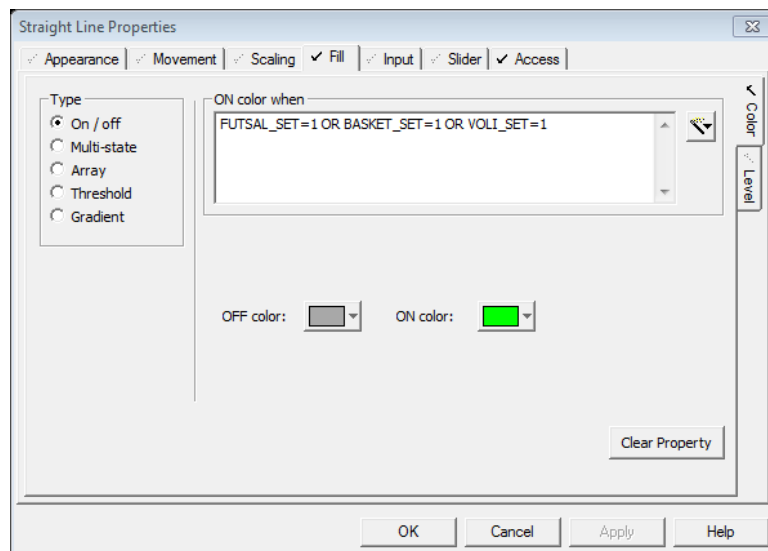 Straight Line Properties
Appearance
Movement
Scaling
Fill
Input
Slider
Access
Type
On / off
Multi-state
Array
Threshold
Gradient
ON color when
FUTSAL_SET=1 OR BASKET_SET=1 OR VOLI_SET=1
Color
Level
OFF color:
ON color:
Clear Property
OK
Cancel
Apply
Help